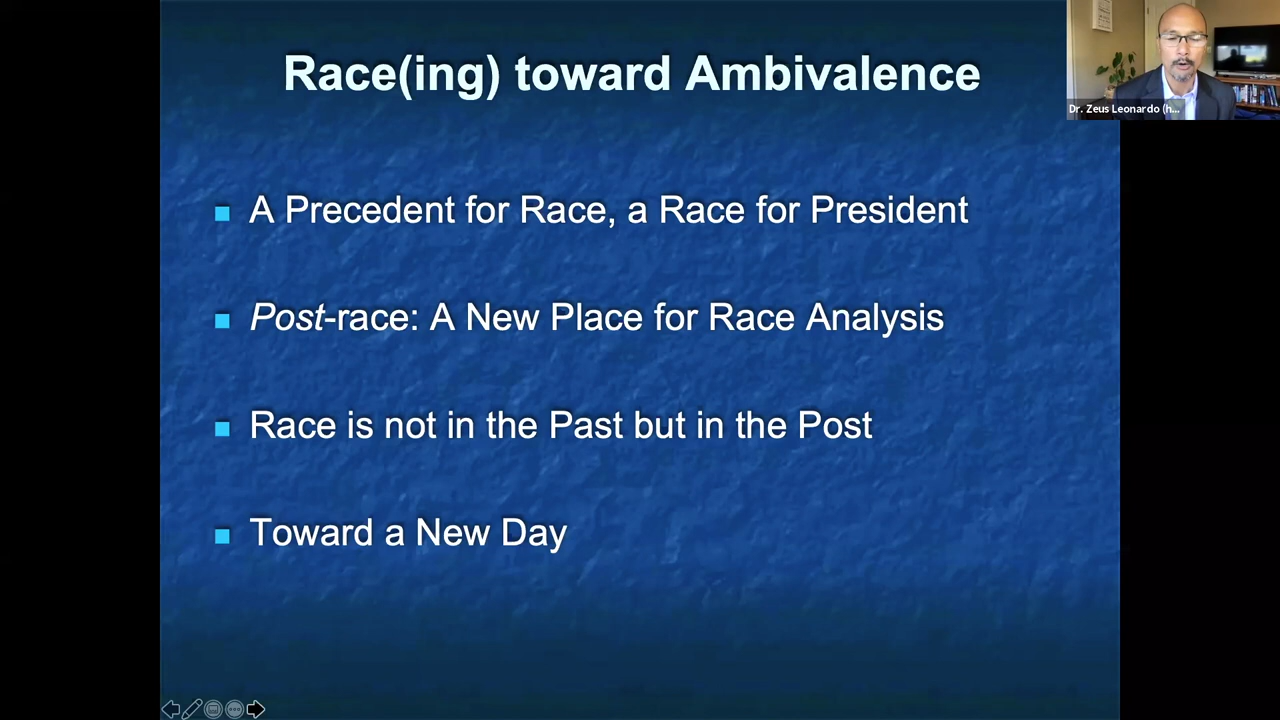 Race(ing) toward Ambivalence
Dr. Zeus Leonardo (h...
A Precedent for Race, a Race for President
Post-race: A New Place for Race Analysis
Race is not in the Past but in the Post
Toward a New Day